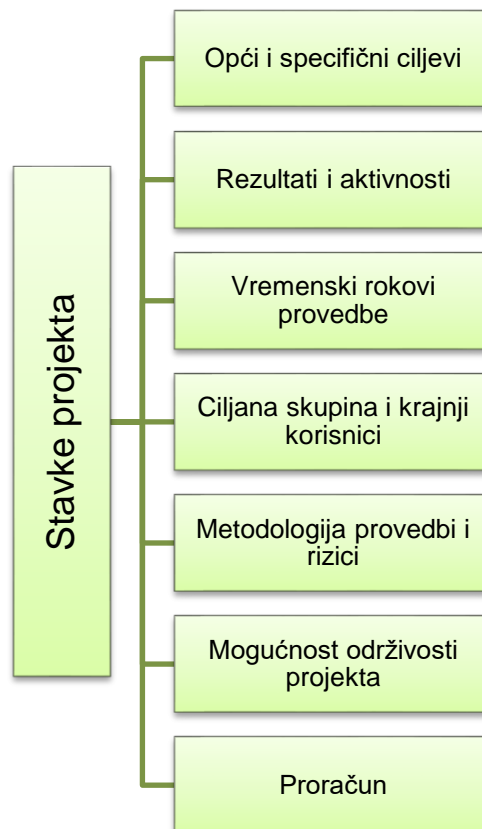 Stavke projekta
Opći i specifični ciljevi
Rezultati i aktivnosti
Vremenski rokovi
provedbe
Ciljana skupina i krajnji
korisnici
Metodologija provedbi i
rizici
Mogućnost održivosti
projekta
Proračun